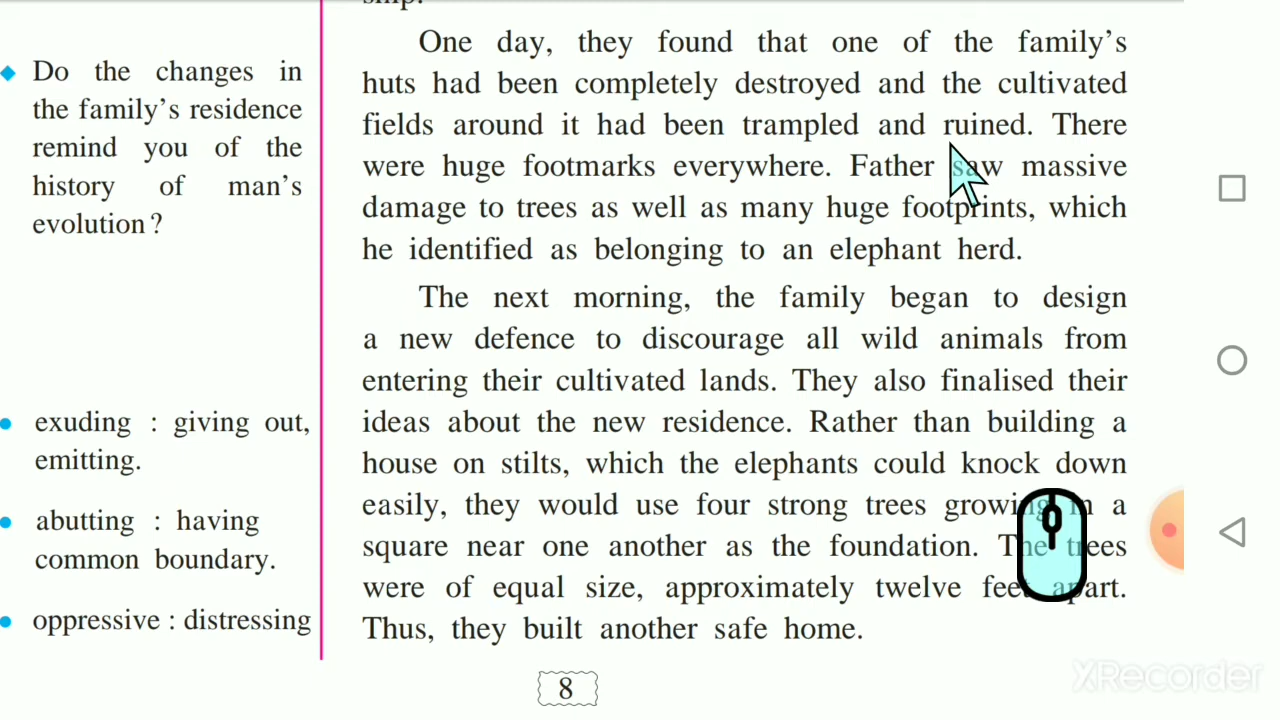 ship.
Do the changes in
the family's residence
remind you of the
history of man's
evolution?
exuding : giving out,
emitting.
abutting : having
common boundary.
oppressive : distressing
One day, they found that one of the family's
huts had been completely destroyed and the cultivated
fields around it had been trampled and ruined. There
were huge footmarks everywhere. Father saw massive
damage to trees as well as many huge footprints, which
he identified as belonging to an elephant herd.
The next morning, the family began to design
a new defence to discourage all wild animals from
entering their cultivated lands. They also finalised their
ideas about the new residence. Rather than building a
house on stilts, which the elephants could knock down
easily, they would use four strong trees growing in a
square near one another as the foundation. The trees
were of equal size, approximately twelve feet apart.
Thus, they built another safe home.
8
XRecorder